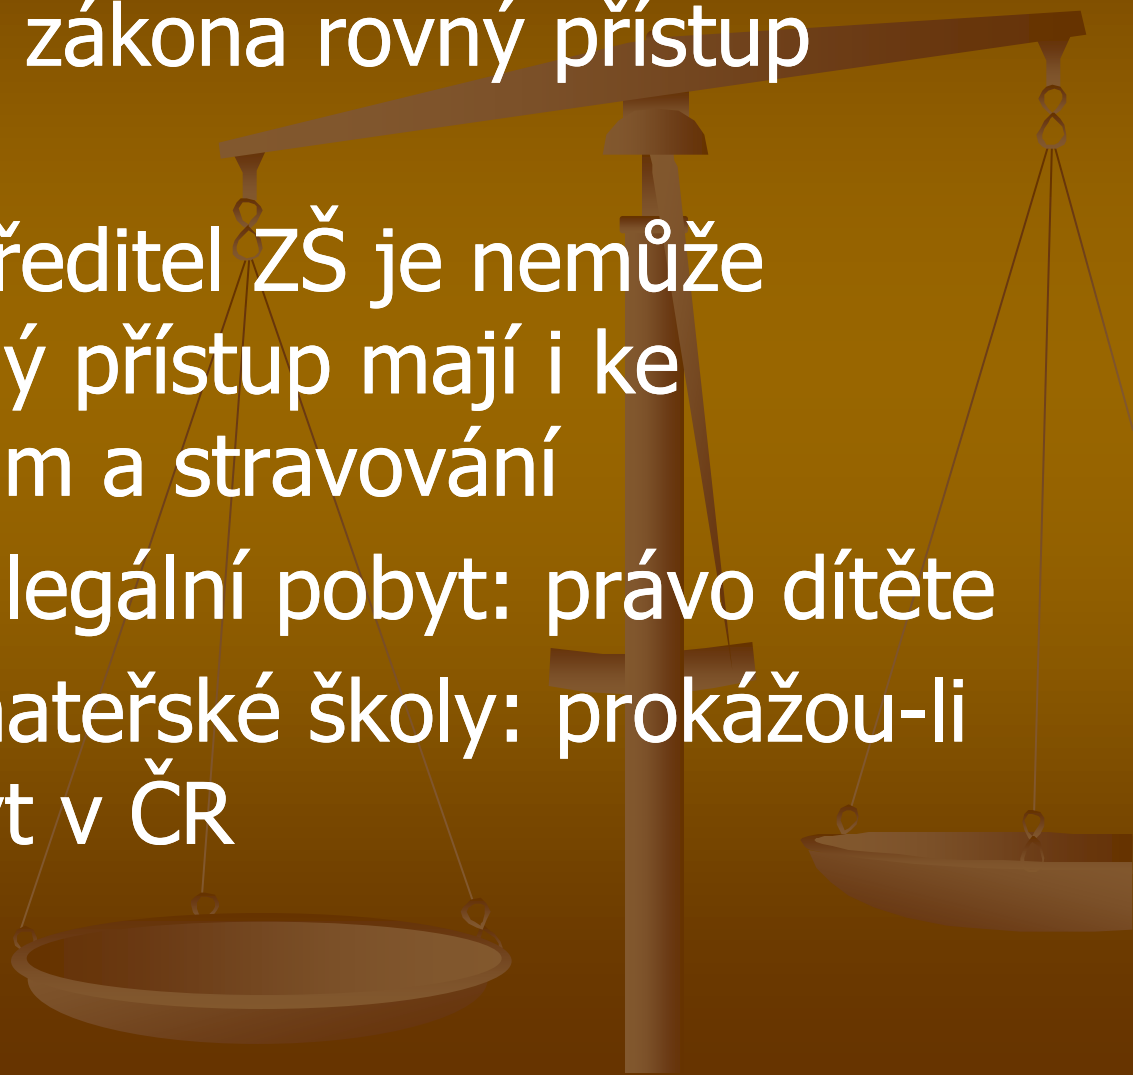 zákona rovný přístup
ředitel ZŠ je nemůže
ý přístup mají i ke
m a stravování
legální pobyt: právo dítěte
mateřské školy: prokážou-li
t v ČR